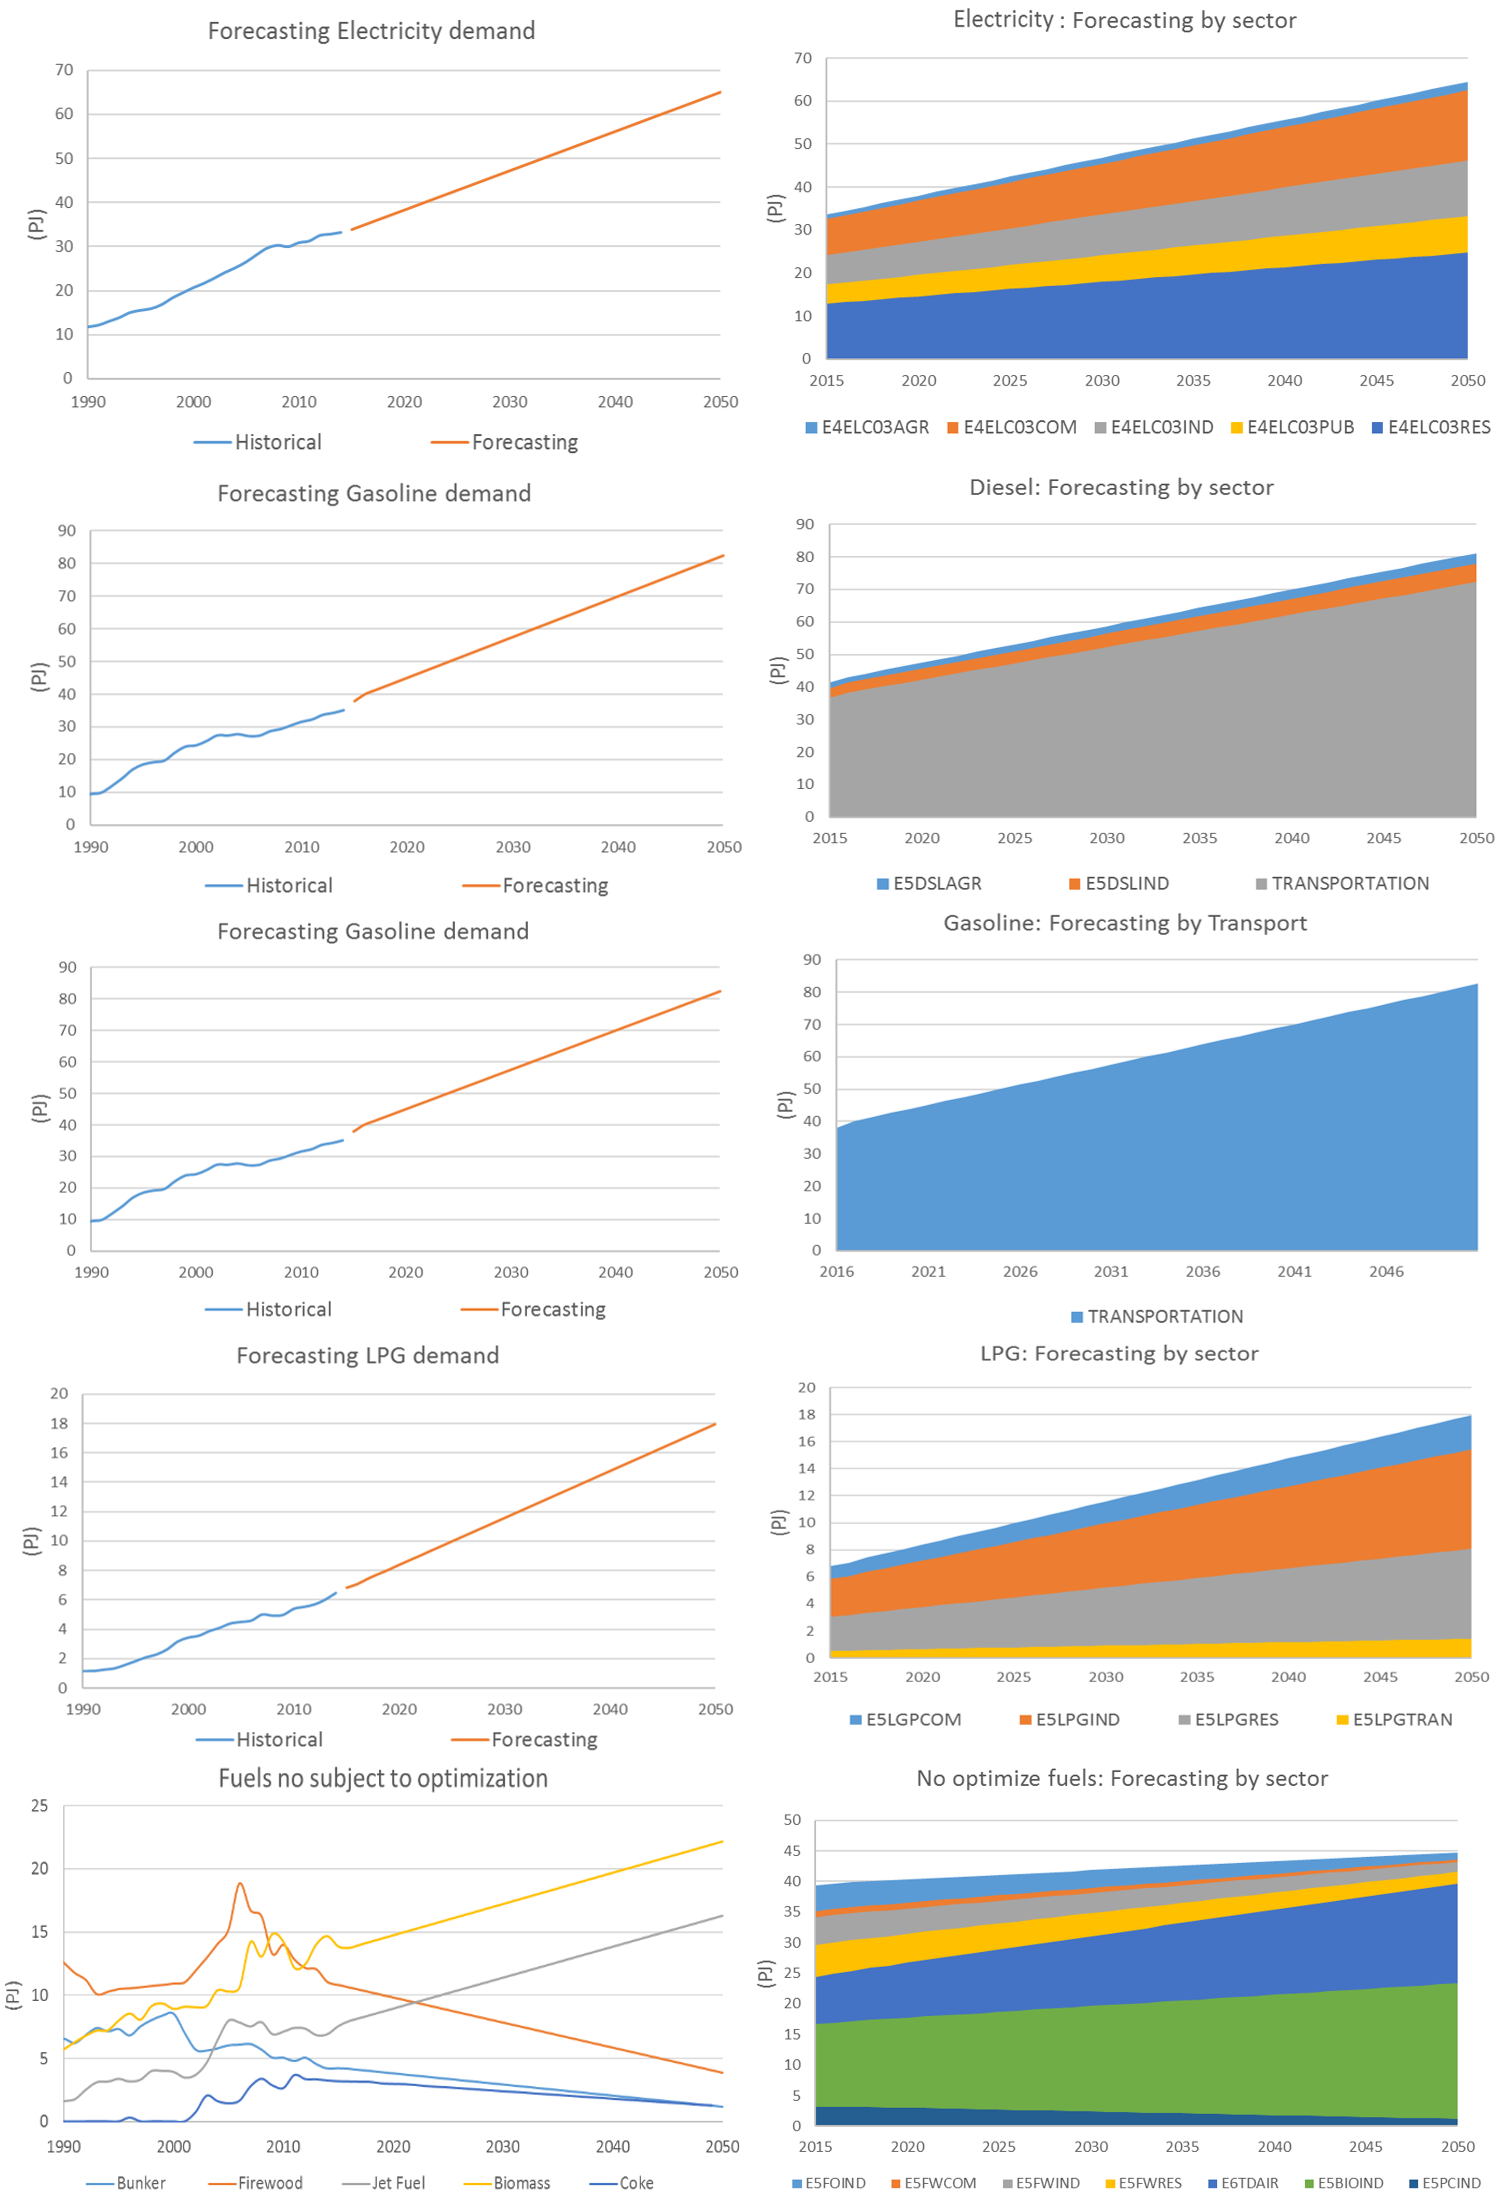 Forecasting Electricity demand
70
60
50
40
30
20
10
0
(PJ)
1990 2000 2010 2020 2030 2040 2050
Historical Forecasting
Electricity : Forecasting by sector
70
60
50
40
30
20
10
0
(PJ)
2015 2020 2025 2030 2035 2040 2045 2050
E4ELC03AGR E4ELC03COM E4ELC03IND E4ELC03PUB E4ELC03RES
Forecasting Gasoline demand
90
80
70
60
50
40
30
20
10
0
(PJ)
1990 2000 2010 2020 2030 2040 2050
Historical Forecasting
Diesel: Forecasting by sector
90
80
70
60
50
40
30
20
10
0
(PJ)
2015 2020 2025 2030 2035 2040 2045 2050
E5DSLAGR E5DSLIND TRANSPORTATION
Forecasting Gasoline demand
90
80
70
60
50
40
30
20
10
0
(PJ)
1990 2000 2010 2020 2030 2040 2050
Historical Forecasting
Gasoline: Forecasting by Transport
90
80
70
60
50
40
30
20
10
0
(PJ)
2016 2021 2026 2031 2036 2041 2046
TRANSPORTATION
Forecasting LPG demand
20
18
16
14
12
10
8
6
4
2
0
(PJ)
1990 2000 2010 2020 2030 2040 2050
Historical Forecasting
LPG: Forecasting by sector
20
18
16
14
12
10
8
6
4
2
0
(PJ)
2015 2020 2025 2030 2035 2040 2045 2050
E5LGPCOM E5LPGIND E5LPGRES E5LPGTRAN
Fuels no subject to optimization
25
20
15
10
5
0
(PJ)
1990 2000 2010 2020 2030 2040 2050
Bunker Firewood Jet Fuel Biomass Coke
No optimize fuels: Forecasting by sector
50
45
40
35
30
25
20
15
10
5
0
(PJ)
2015 2020 2025 2030 2035 2040 2045 2050
E5FOIND E5FWCOM E5FWIND E5FWRES E6TDAIR E5BIOIND E5PCIND